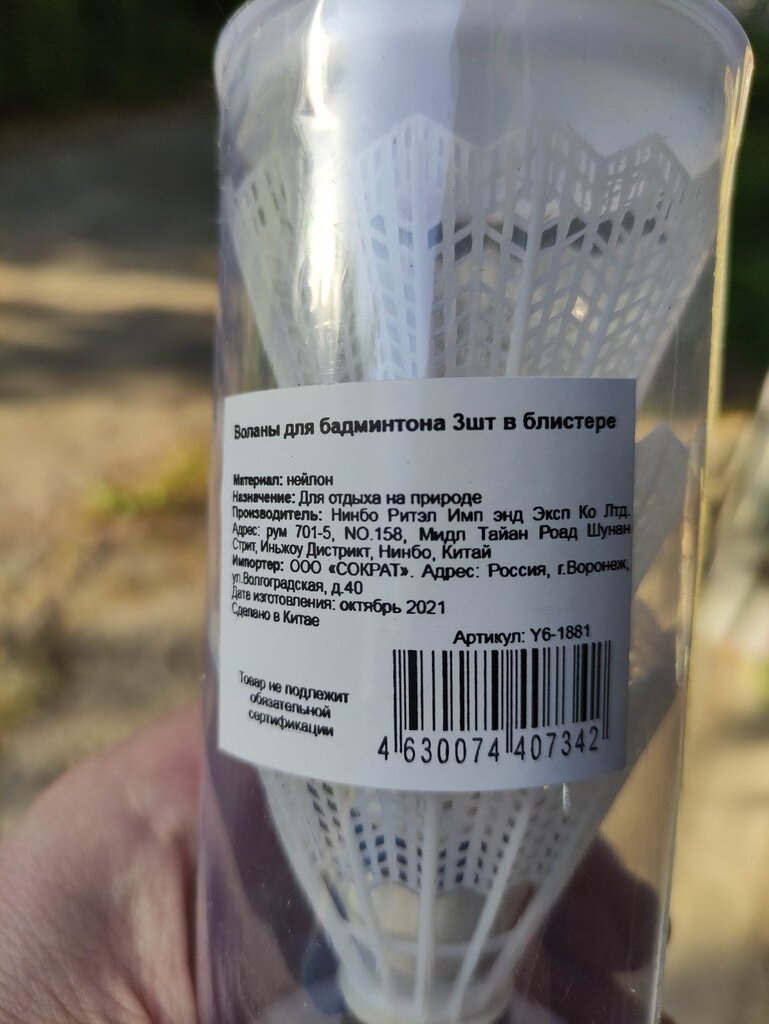 Воланы для бадминтона 3шт в блистере
Материал: нейлон
Назначение: Для отдыха на природе
Производитель: Нинбо Ритэл Имп энд Эксп Ко Лтд.
Адрес: рум 701-5, NO.158, Мидл Тайан Роад Шунан
Стрит, Иньжоу Дистрикт, Нинбо, Китай
Импортер: ООО «СОКРАТ». Адрес: Россия, г.Воронеж,
ул.Волгоградская, д.40
Дата изготовления: октябрь 2021
Сделано в Китае
Артикул: Y6-1881
Товар не подлежит
обязательной
сертификации
4 630074 407342